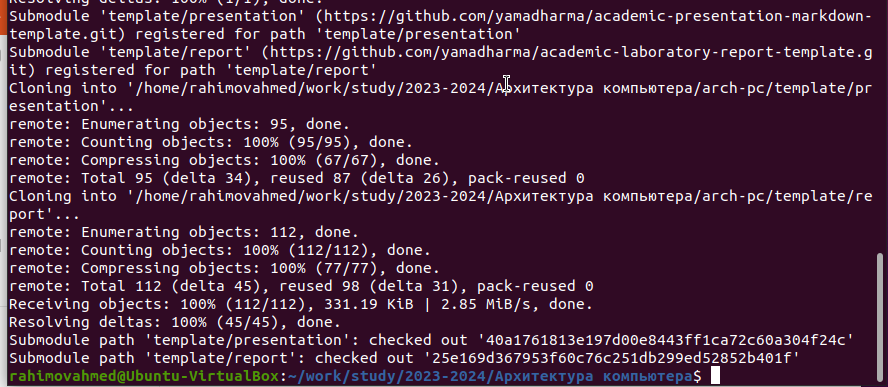 Resolving deltas: 100% (1/1), done.
Submodule 'template/presentation' (https://github.com/yamadharma/academic-presentation-markdown-
template.git) registered for path 'template/presentation'
Submodule 'template/report' (https://github.com/yamadharma/academic-laboratory-report-template.g
it) registered for path 'template/report'
Cloning into '/home/rahimovahmed/work/study/2023-2024/Архитектура компьютера/arch-pc/template/pr
esentation'...
remote: Enumerating objects: 95, done.
remote: Counting objects: 100% (95/95), done.
remote: Compressing objects: 100% (67/67), done.
remote: Total 95 (delta 34), reused 87 (delta 26), pack-reused 0
Cloning into '/home/rahimovahmed/work/study/2023-2024/Архитектура компьютера/arch-pc/template/re
port'...
remote: Enumerating objects: 112, done.
remote: Counting objects: 100% (112/112), done.
remote: Compressing objects: 100% (77/77), done.
remote: Total 112 (delta 45), reused 98 (delta 31), pack-reused 0
Receiving objects: 100% (112/112), 331.19 KiB | 2.85 MiB/s, done.
Resolving deltas: 100% (45/45), done.
Submodule path 'template/presentation': checked out '40a1761813e197d00e8443ff1ca72c60a304f24c'
Submodule path 'template/report': checked out '25e169d367953f60c76c251db299ed52852b401f'
rahimovahmed@Ubuntu-VirtualBox:~/work/study/2023-2024/Архитектура компьютера$